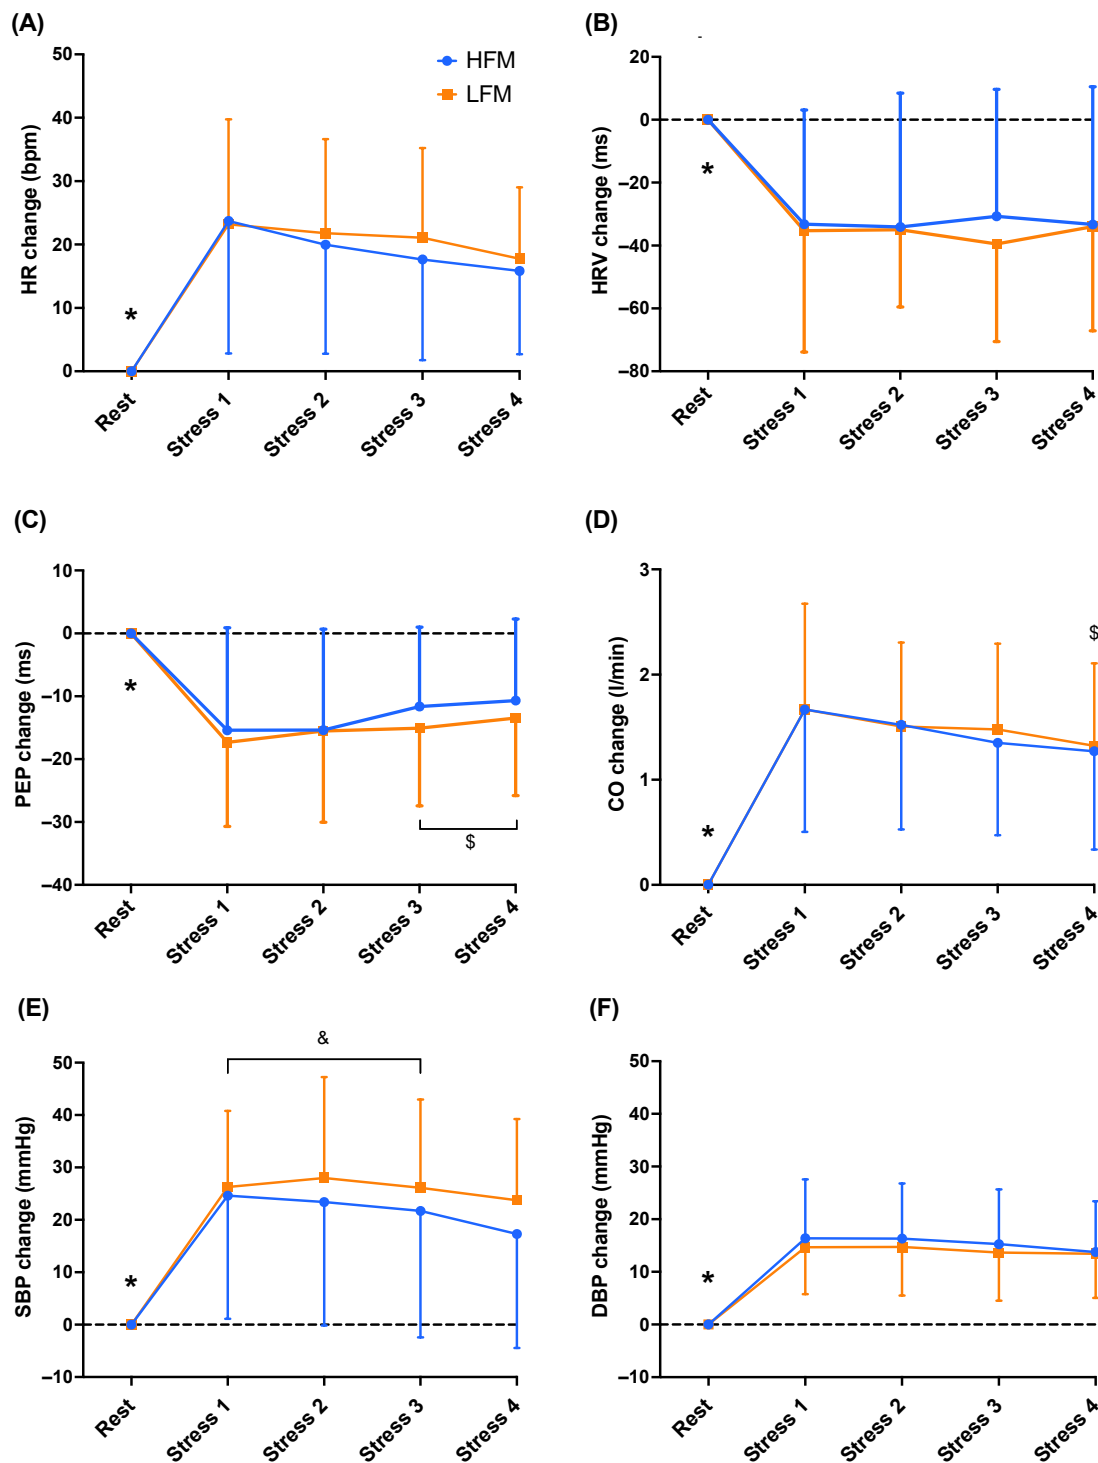 (A)
HR change (bpm)
50
40
30
20
10
0
HFM
LFM
*
Rest
Stress 1
Stress 2
Stress 3
Stress 4
(B)
HRV change (ms)
20
0
−20
−40
−60
−80
*
Rest
Stress 1
Stress 2
Stress 3
Stress 4
(C)
PEP change (ms)
10
0
−10
−20
−30
−40
*
$
Rest
Stress 1
Stress 2
Stress 3
Stress 4
(D)
CO change (l/min)
3
2
1
0
*
$
Rest
Stress 1
Stress 2
Stress 3
Stress 4
(E)
SBP change (mmHg)
50
40
30
20
10
0
−10
&
*
Rest
Stress 1
Stress 2
Stress 3
Stress 4
(F)
DBP change (mmHg)
50
40
30
20
10
0
−10
*
Rest
Stress 1
Stress 2
Stress 3
Stress 4